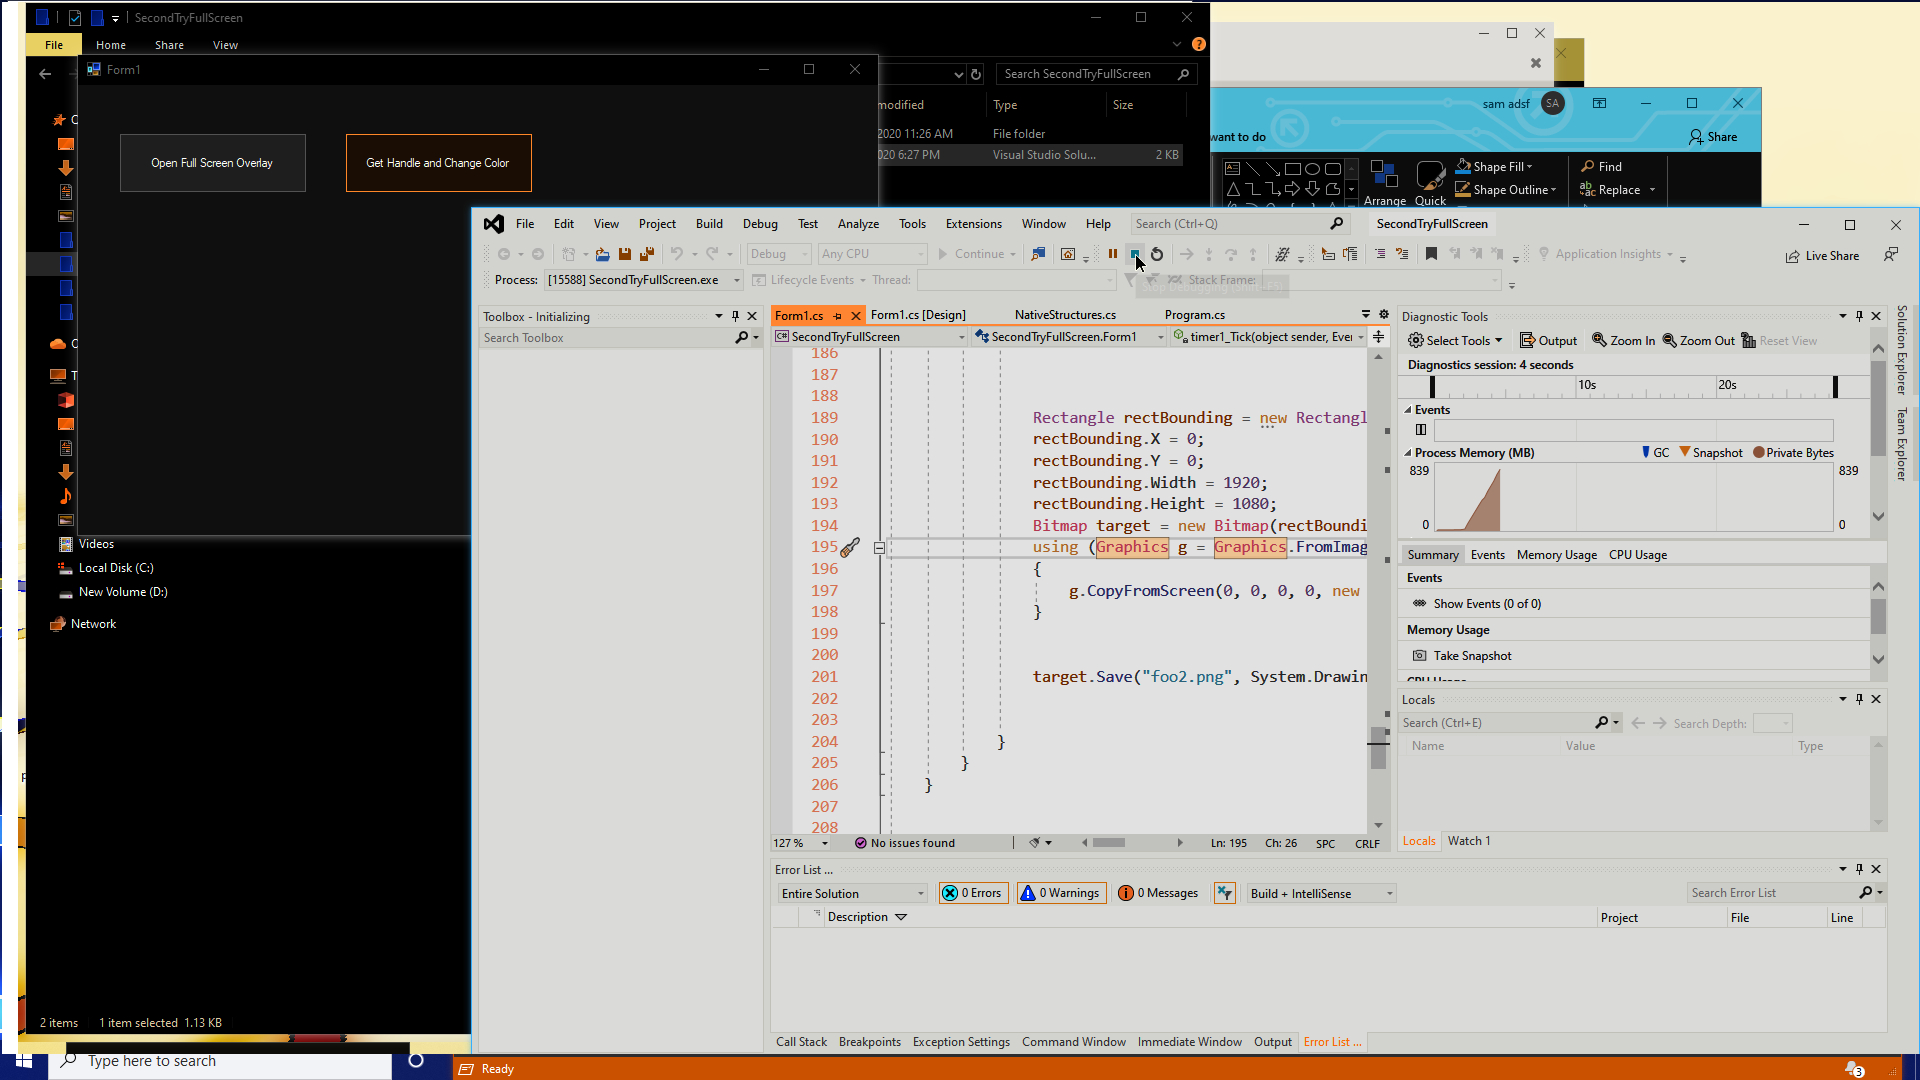 SecondTryFullScreen
File Home Share View
Form1
Search SecondTryFullScreen
Open Full Screen Overlay
Get Handle and Change Color
modified Type Size
2020 11:26 AM File folder
020 6:27 PM Visual Studio Solu... 2 KB
sam adsf SA
want to do
Share
Shape Fill
Find
Shape Outline
Replace
Arrange Quick
File Edit View Project Build Debug Test Analyze Tools Extensions Window Help Search (Ctrl+Q) SecondTryFullScreen
Debug Any CPU Continue Application Insights Live Share
Process: [15588] SecondTryFullScreen.exe Lifecycle Events Thread: Stack Frame:
Stop Debugging (Shift+F5)
Toolbox - Initializing
Search Toolbox
Form1.cs Form1.cs [Design] NativeStructures.cs Program.cs
SecondTryFullScreen SecondTryFullScreen.Form1 timer1_Tick(object sender, Ever
186
187
188
189 Rectangle rectBounding = new Rectangl
190 rectBounding.X = 0;
191 rectBounding.Y = 0;
192 rectBounding.Width = 1920;
193 rectBounding.Height = 1080;
194 Bitmap target = new Bitmap(rectBoundi
195 using (Graphics g = Graphics.FromImag
196 {
197 g.CopyFromScreen(0, 0, 0, 0, new
198 }
199
200
201 target.Save("foo2.png", System.Drawin
202
203
204 }
205 }
206 }
207
208
127 % No issues found Ln: 195 Ch: 26 SPC CRLF
Diagnostic Tools
Select Tools Output Zoom In Zoom Out Reset View
Diagnostics session: 4 seconds
10s 20s
Events
Process Memory (MB) GC Snapshot Private Bytes
839 839
0 0
Summary Events Memory Usage CPU Usage
Events
Show Events (0 of 0)
Memory Usage
Take Snapshot
CPU Usage
Locals
Search (Ctrl+E) Search Depth:
Name Value Type
Locals Watch 1
Solution Explorer
Team Explorer
Error List ...
Entire Solution 0 Errors 0 Warnings 0 Messages Build + IntelliSense Search Error List
Description Project File Line
Call Stack Breakpoints Exception Settings Command Window Immediate Window Output Error List ...
Ready
3
Videos
Local Disk (C:)
New Volume (D:)
Network
2 items 1 item selected 1.13 KB
Type here to search